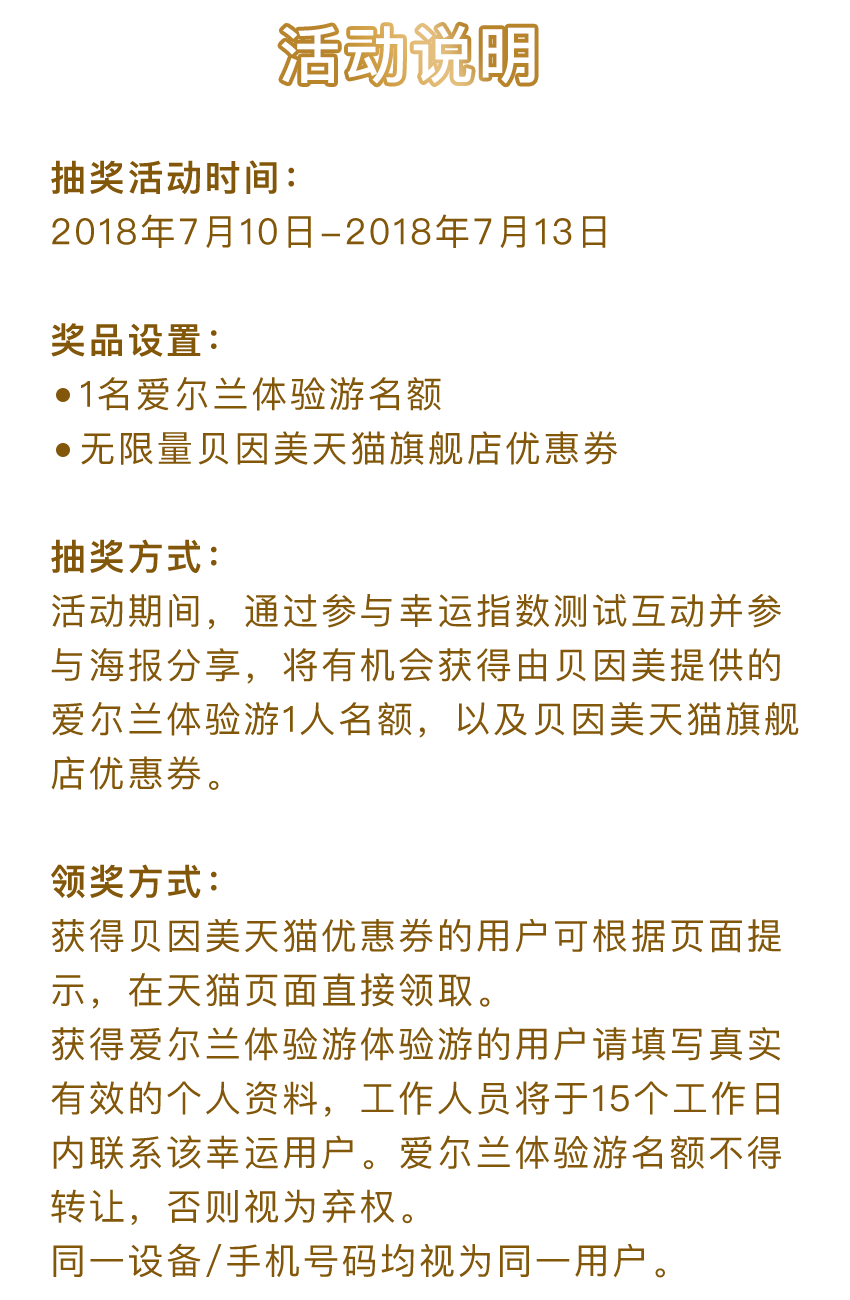 活动说明
抽奖活动时间：
2018年7月10日-2018年7月13日
奖品设置：
•1名爱尔兰体验游名额
•无限量贝因美天猫旗舰店优惠券
抽奖方式：
活动期间，通过参与幸运指数测试互动并参
与海报分享，将有机会获得由贝因美提供的
爱尔兰体验游1人名额，以及贝因美天猫旗舰
店优惠券。
领奖方式：
获得贝因美天猫优惠券的用户可根据页面提
示，在天猫页面直接领取。
获得爱尔兰体验游体验游的用户请填写真实
有效的个人资料，工作人员将于15个工作日
内联系该幸运用户。爱尔兰体验游名额不得
转让，否则视为弃权。
同一设备/手机号码均视为同一用户。